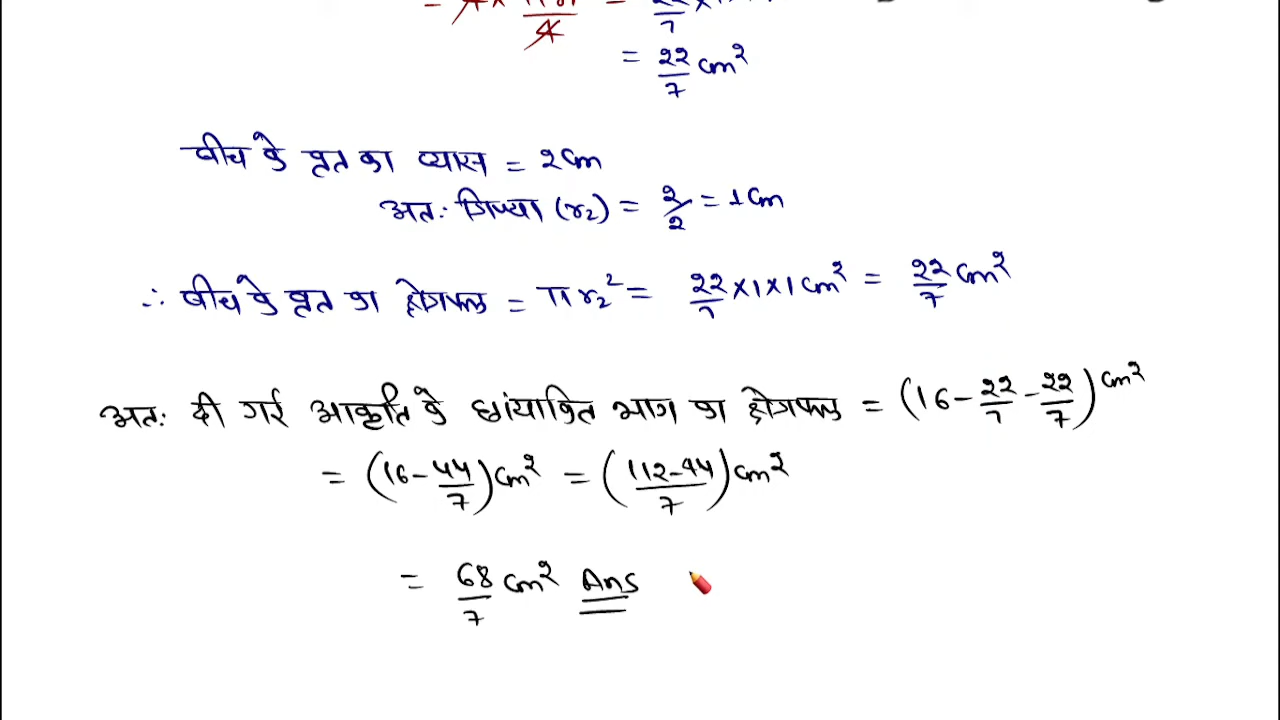 = 22/7 cm²
बीच के वृत का व्यास = 2cm
अतः त्रिज्या (r₂) = 2/2 = 1cm
∴ बीच के वृत का क्षेत्रफल = πr₂² = 22/7 × 1 × 1 cm² = 22/7 cm²
अतः दी गई आकृति के छायांकित भाग का क्षेत्रफल = (16 - 22/7 - 22/7) cm²
= (16 - 44/7) cm² = (112 - 44/7) cm²
= 68/7 cm² Ans